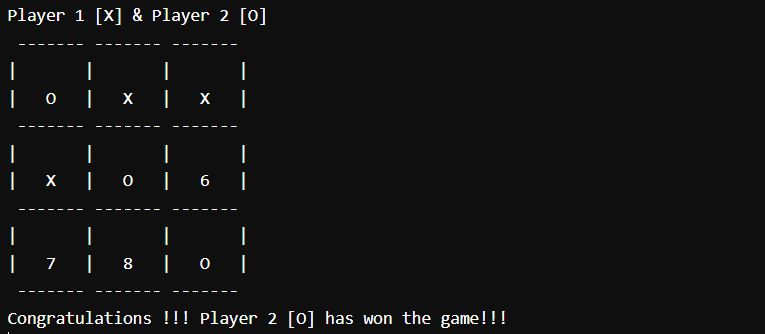 Player 1 [X] & Player 2 [O]
------- ------- -------
|       |       |       |
|   O   |   X   |   X   |
------- ------- -------
|       |       |       |
|   X   |   O   |   6   |
------- ------- -------
|       |       |       |
|   7   |   8   |   O   |
------- ------- -------
Congratulations !!! Player 2 [O] has won the game!!!